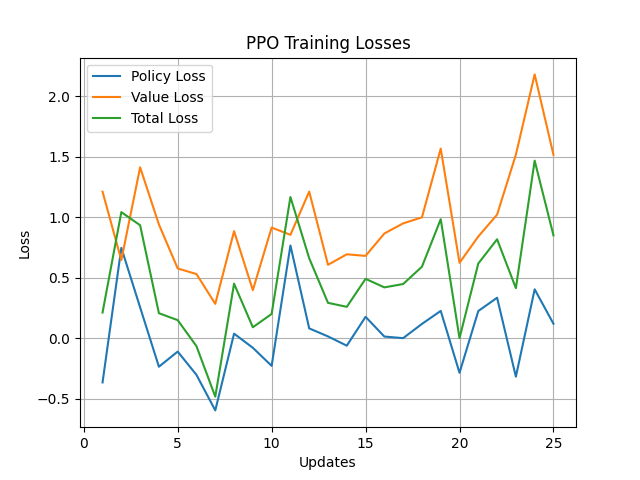 PPO Training Losses
Policy Loss
Value Loss
Total Loss
2.0
1.5
1.0
0.5
0.0
−0.5
Loss
0 5 10 15 20 25
Updates